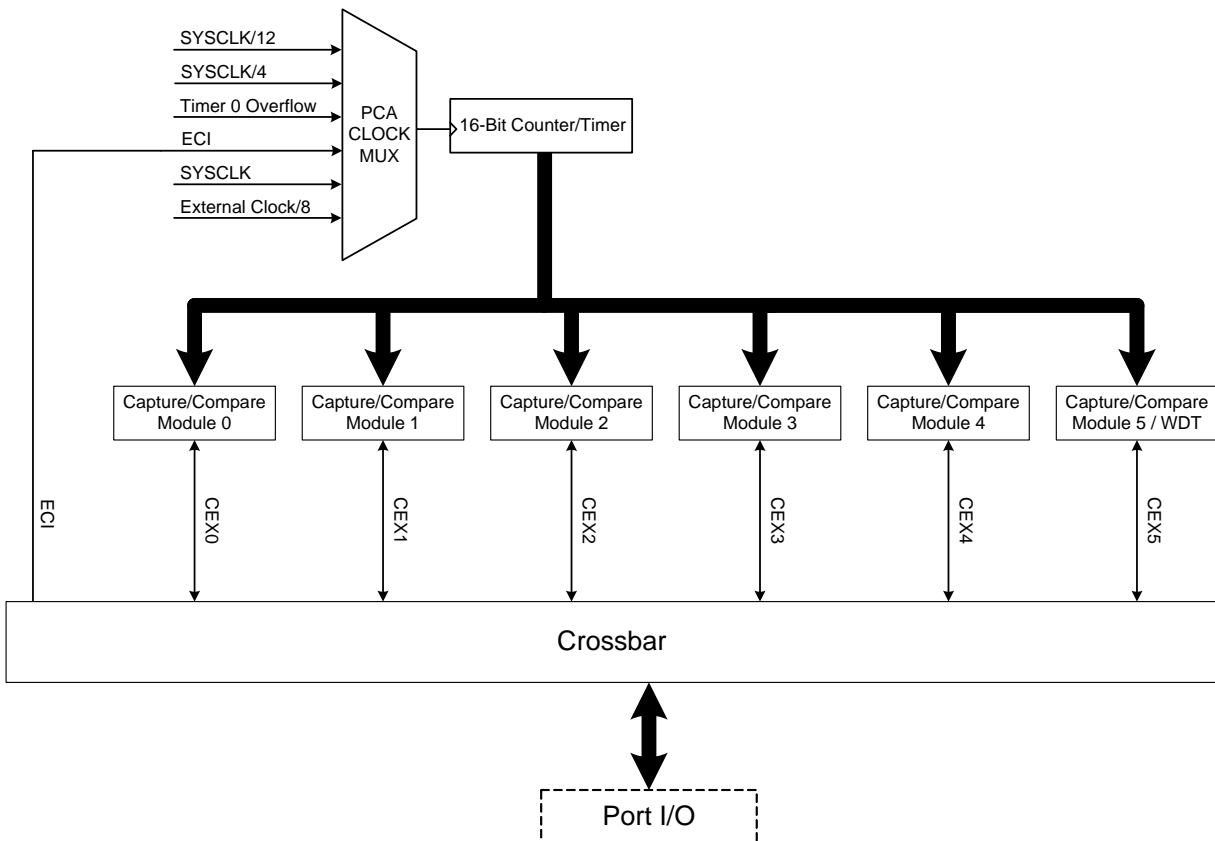 SYSCLK/12
SYSCLK/4
Timer 0 Overflow
ECI
SYSCLK
External Clock/8
PCA
CLOCK
MUX
16-Bit Counter/Timer
Capture/Compare
Module 0
Capture/Compare
Module 1
Capture/Compare
Module 2
Capture/Compare
Module 3
Capture/Compare
Module 4
Capture/Compare
Module 5 / WDT
ECI
CEX0
CEX1
CEX2
CEX3
CEX4
CEX5
Crossbar
Port I/O